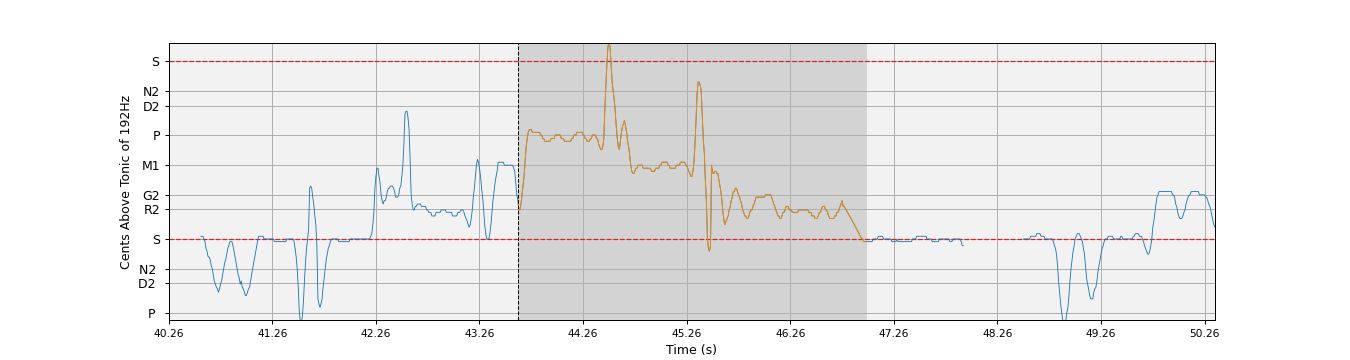 Cents Above Tonic of 192Hz
S
N2
D2
P
M1
G2
R2
S
N2
D2
P
40.26 41.26 42.26 43.26 44.26 45.26 46.26 47.26 48.26 49.26 50.26
Time (s)